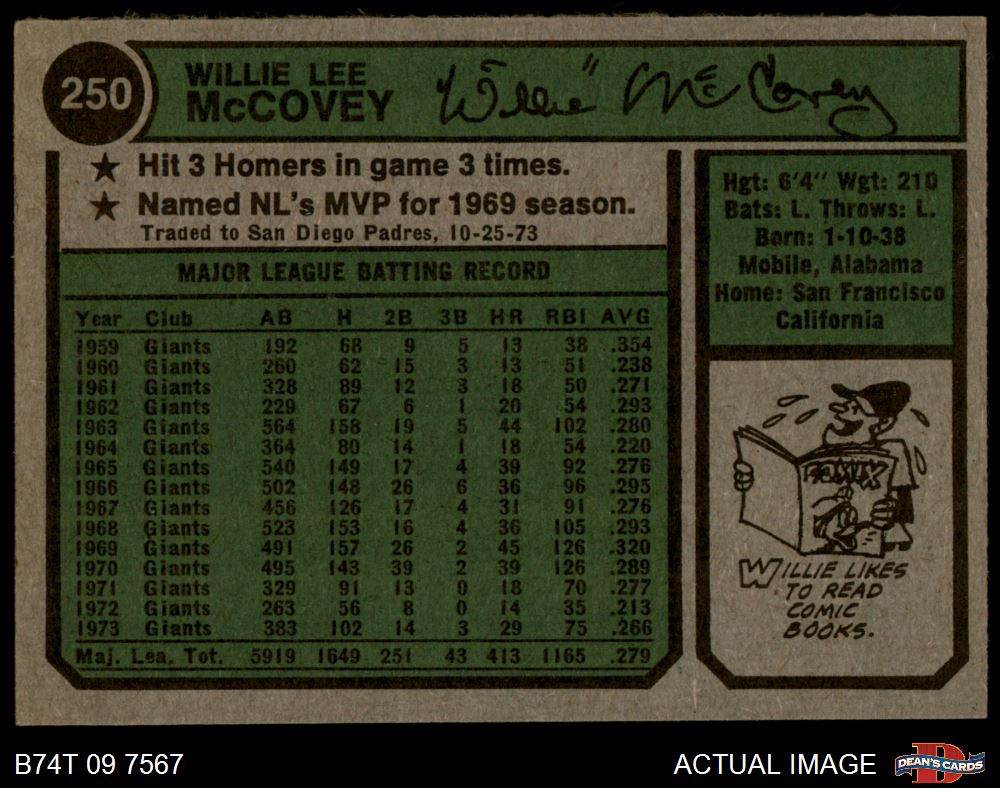 250
WILLIE LEE
McCOVEY
"Willie" McCovey
★ Hit 3 Homers in game 3 times.
★ Named NL's MVP for 1969 season.
Traded to San Diego Padres, 10-25-73
MAJOR LEAGUE BATTING RECORD
Year Club AB H 2B 3B HR RBI AVG
1959 Giants 192 68 9 5 13 38 .354
1960 Giants 260 62 15 3 13 51 .238
1961 Giants 328 89 12 3 18 50 .271
1962 Giants 229 67 6 1 20 54 .293
1963 Giants 564 158 19 5 44 102 .280
1964 Giants 364 80 14 1 18 54 .220
1965 Giants 540 149 17 4 39 92 .276
1966 Giants 502 148 26 6 36 96 .295
1967 Giants 456 126 17 4 31 91 .276
1968 Giants 523 153 16 4 36 105 .293
1969 Giants 491 157 26 2 45 126 .320
1970 Giants 495 143 39 2 39 126 .289
1971 Giants 329 91 13 0 18 70 .277
1972 Giants 263 56 8 0 14 35 .213
1973 Giants 383 102 14 3 29 75 .266
Maj. Lea. Tot. 5919 1649 251 43 413 1165 .279
Hgt: 6'4" Wgt: 210
Bats: L. Throws: L.
Born: 1-10-38
Mobile, Alabama
Home: San Francisco
California
WILLIE LIKES
TO READ
COMIC
BOOKS.
B74T 09 7567
ACTUAL IMAGE
DEAN'S CARDS